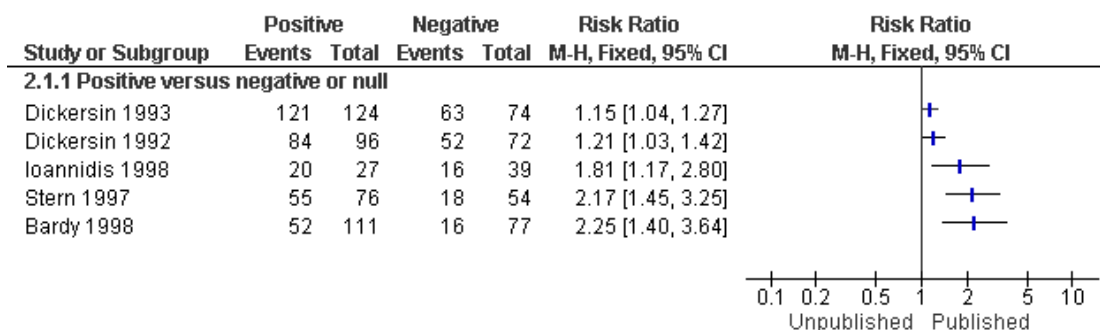 Positive Negative Risk Ratio Risk Ratio
Study or Subgroup Events Total Events Total M-H, Fixed, 95% CI M-H, Fixed, 95% CI
2.1.1 Positive versus negative or null
Dickersin 1993 121 124 63 74 1.15 [1.04, 1.27]
Dickersin 1992 84 96 52 72 1.21 [1.03, 1.42]
Ioannidis 1998 20 27 16 39 1.81 [1.17, 2.80]
Stern 1997 55 76 18 54 2.17 [1.45, 3.25]
Bardy 1998 52 111 16 77 2.25 [1.40, 3.64]
0.1 0.2 0.5 1 2 5 10
Unpublished Published